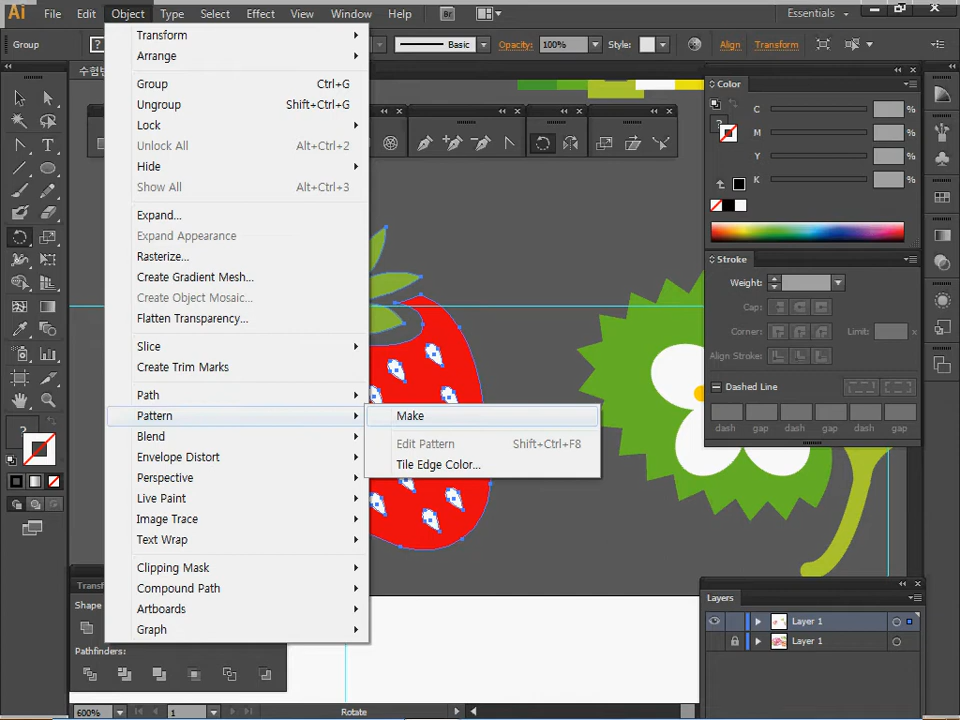 Ai File Edit Object Type Select Effect View Window Help Br Essentials
Group ? Basic Opacity: 100% Style: Align Transform
Transform
Arrange
Group Ctrl+G
Ungroup Shift+Ctrl+G
Lock
Unlock All Alt+Ctrl+2
Hide
Show All Alt+Ctrl+3
Expand...
Expand Appearance
Rasterize...
Create Gradient Mesh...
Create Object Mosaic...
Flatten Transparency...
Slice
Create Trim Marks
Path
Pattern
Blend
Envelope Distort
Perspective
Live Paint
Image Trace
Text Wrap
Clipping Mask
Compound Path
Artboards
Graph
Make
Edit Pattern Shift+Ctrl+F8
Tile Edge Color...
Color
C %
M %
Y %
K %
?
Stroke
Weight:
Cap:
Corner: Limit: x
Align Stroke:
Dashed Line
dash gap dash gap dash gap
Layers
Layer 1
Layer 1
Transf
Shape
Pathfinders:
?
600% 1 Rotate